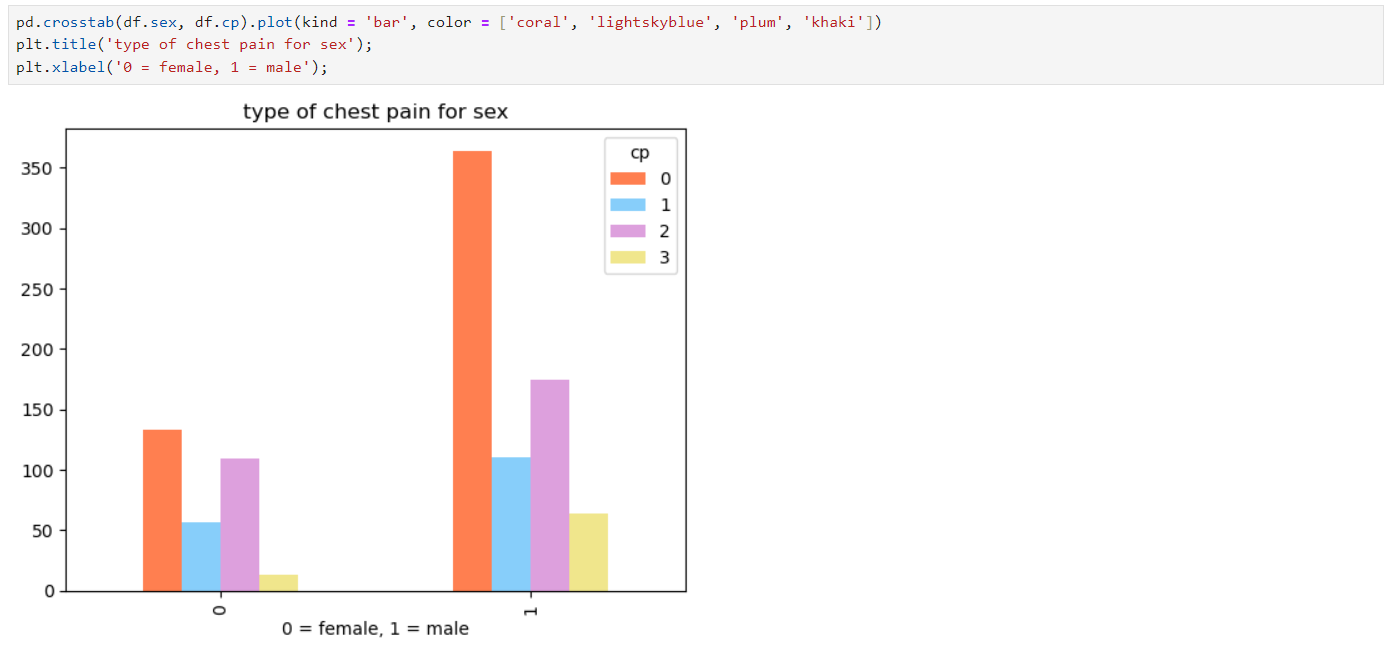 pd.crosstab(df.sex, df.cp).plot(kind = 'bar', color = ['coral', 'lightskyblue', 'plum', 'khaki'])
plt.title('type of chest pain for sex');
plt.xlabel('0 = female, 1 = male');
type of chest pain for sex
cp
0
1
2
3
350
300
250
200
150
100
50
0
0
1
0 = female, 1 = male